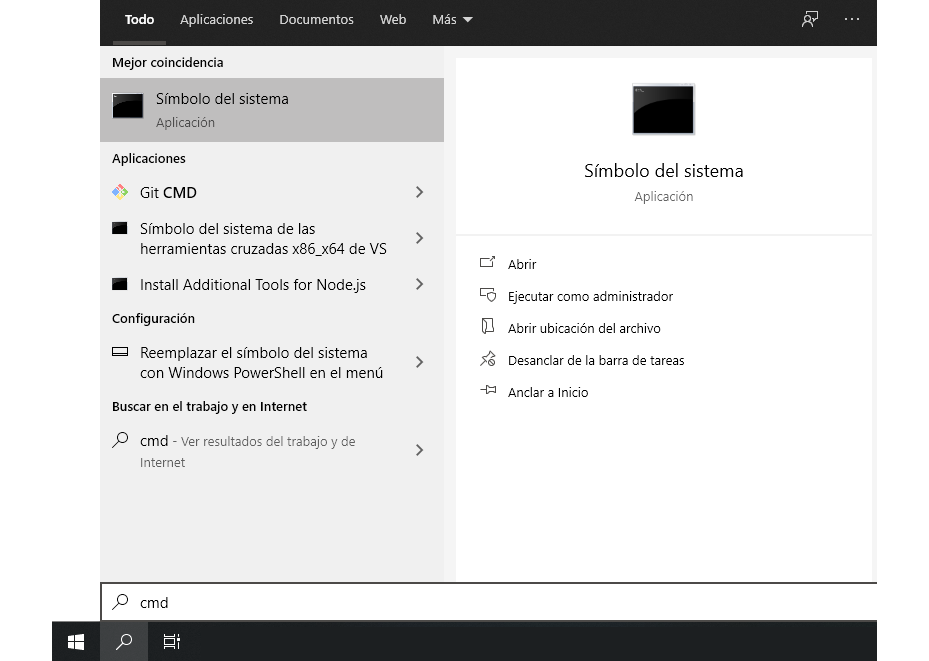 Todo Aplicaciones Documentos Web Más
Mejor coincidencia
Símbolo del sistema
Aplicación
Aplicaciones
Git CMD
Símbolo del sistema de las
herramientas cruzadas x86_x64 de VS
Install Additional Tools for Node.js
Configuración
Reemplazar el símbolo del sistema
con Windows PowerShell en el menú
Buscar en el trabajo y en Internet
cmd - Ver resultados del trabajo y de
Internet
Símbolo del sistema
Aplicación
Abrir
Ejecutar como administrador
Abrir ubicación del archivo
Desanclar de la barra de tareas
Anclar a Inicio
cmd